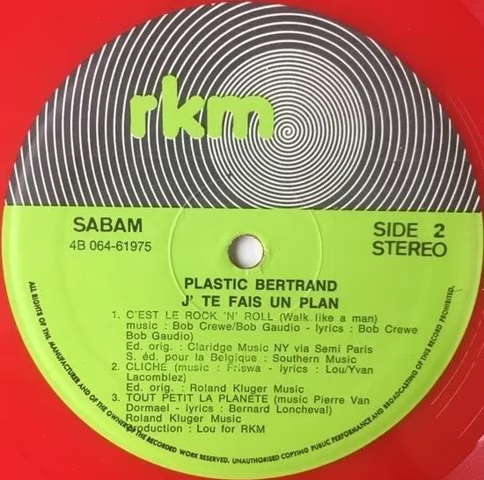 rkm
SABAM
4B 064-61975
SIDE 2
STEREO
PLASTIC BERTRAND
J' TE FAIS UN PLAN
1. C'EST LE ROCK 'N' ROLL (Walk like a man)
music : Bob Crewe/Bob Gaudio - lyrics : Bob Crewe
Bob Gaudio)
Ed. orig. : Claridge Music NY via Semi Paris
S. éd. pour la Belgique : Southern Music
2. CLICHÉ (music : Friswa - lyrics : Lou/Yvan
Lacomblez)
Ed. orig. : Roland Kluger Music
3. TOUT PETIT LA PLANÈTE (music Pierre Van
Dormael - lyrics : Bernard Loncheval)
Roland Kluger Music
production : Lou for RKM
ALL RIGHTS OF THE MANUFACTURER AND OF THE OWNER OF THE RECORDED WORK RESERVED. UNAUTHORISED COPYING PUBLIC PERFORMANCE AND BROADCASTING OF THIS RECORD PROHIBITED.